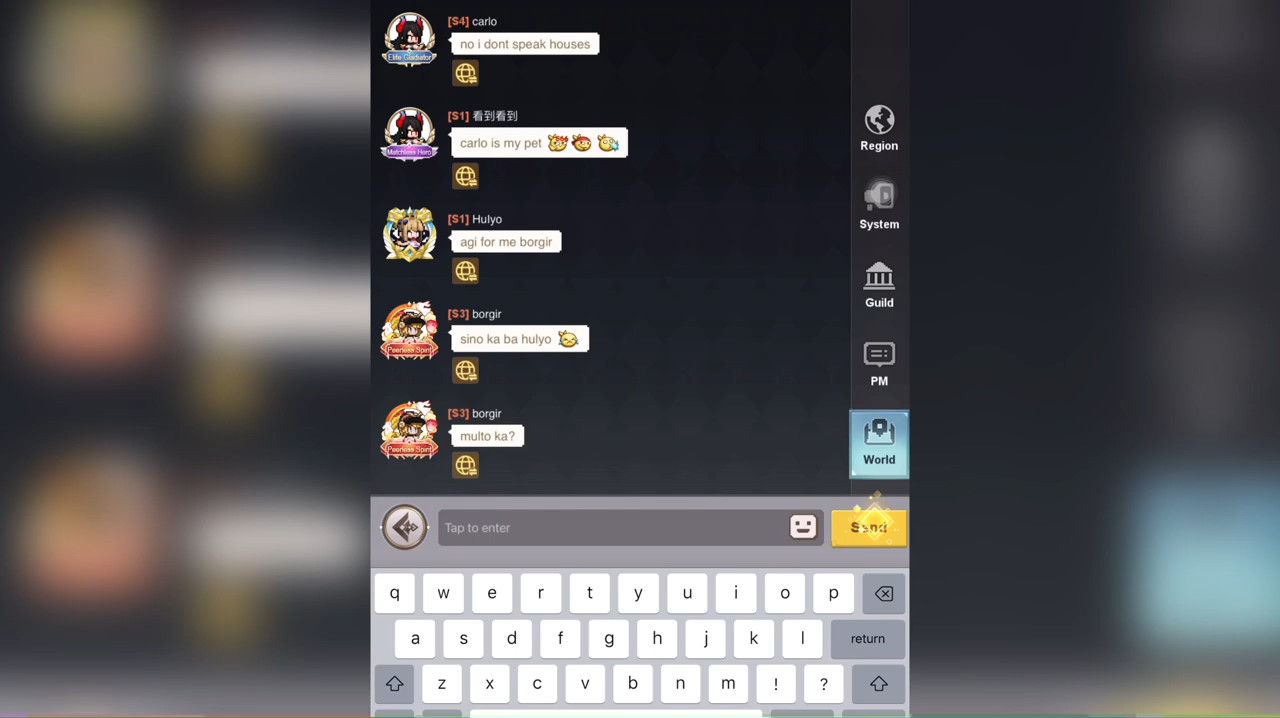 [S4] carlo
no i dont speak houses
Elite Gladiator
[S1] 看到看到
carlo is my pet
Matchless Hero
[S1] Hulyo
agi for me borgir
[S3] borgir
sino ka ba hulyo
Peerless Spirit
[S3] borgir
multo ka?
Peerless Spirit
Region
System
Guild
PM
World
Tap to enter
Send
q w e r t y u i o p
a s d f g h j k l return
z x c v b n m ! ?